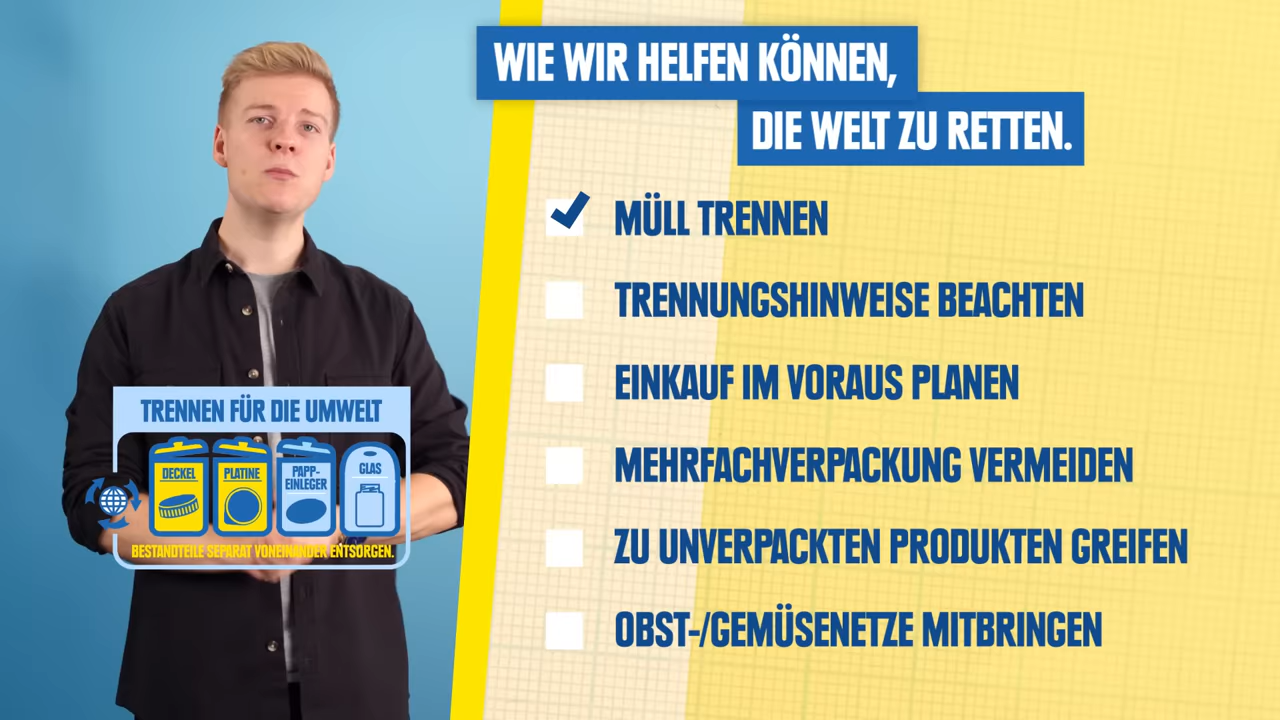 WIE WIR HELFEN KÖNNEN,
DIE WELT ZU RETTEN.
MÜLL TRENNEN
TRENNUNGSHINWEISE BEACHTEN
EINKAUF IM VORAUS PLANEN
MEHRFACHVERPACKUNG VERMEIDEN
ZU UNVERPACKTEN PRODUKTEN GREIFEN
OBST-/GEMÜSENETZE MITBRINGEN
TRENNEN FÜR DIE UMWELT
DECKEL
PLATINE
PAPP-
EINLEGER
GLAS
BESTANDTEILE SEPARAT VONEINANDER ENTSORGEN.